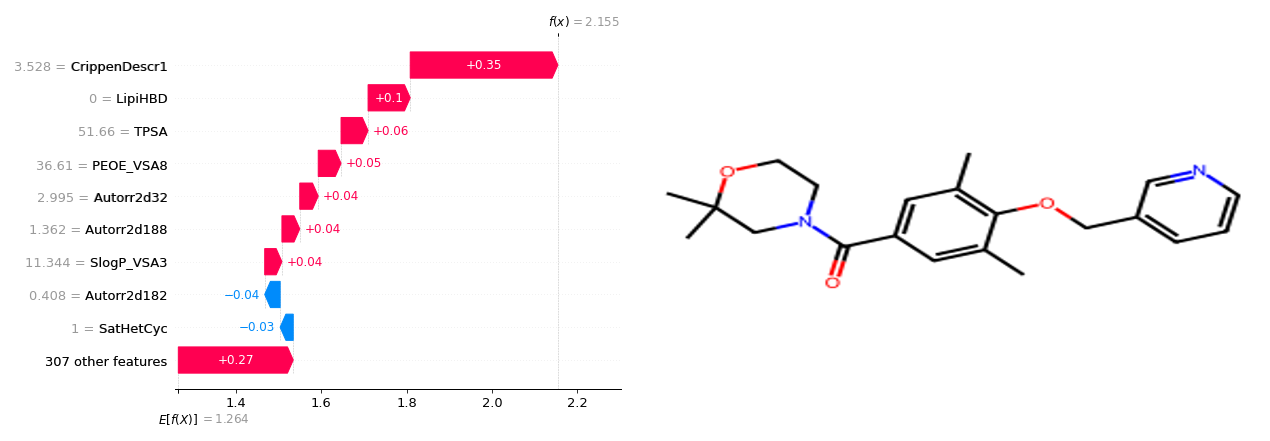 f(x) = 2.155
3.528 = CrippenDescr1 +0.35
0 = LipiHBD +0.1
51.66 = TPSA +0.06
36.61 = PEOE_VSA8 +0.05
2.995 = Autorr2d32 +0.04
1.362 = Autorr2d188 +0.04
11.344 = SlogP_VSA3 +0.04
0.408 = Autorr2d182 −0.04
1 = SatHetCyc −0.03
307 other features +0.27
1.4 1.6 1.8 2.0 2.2
E[f(X)] = 1.264
O
N
O
O
N